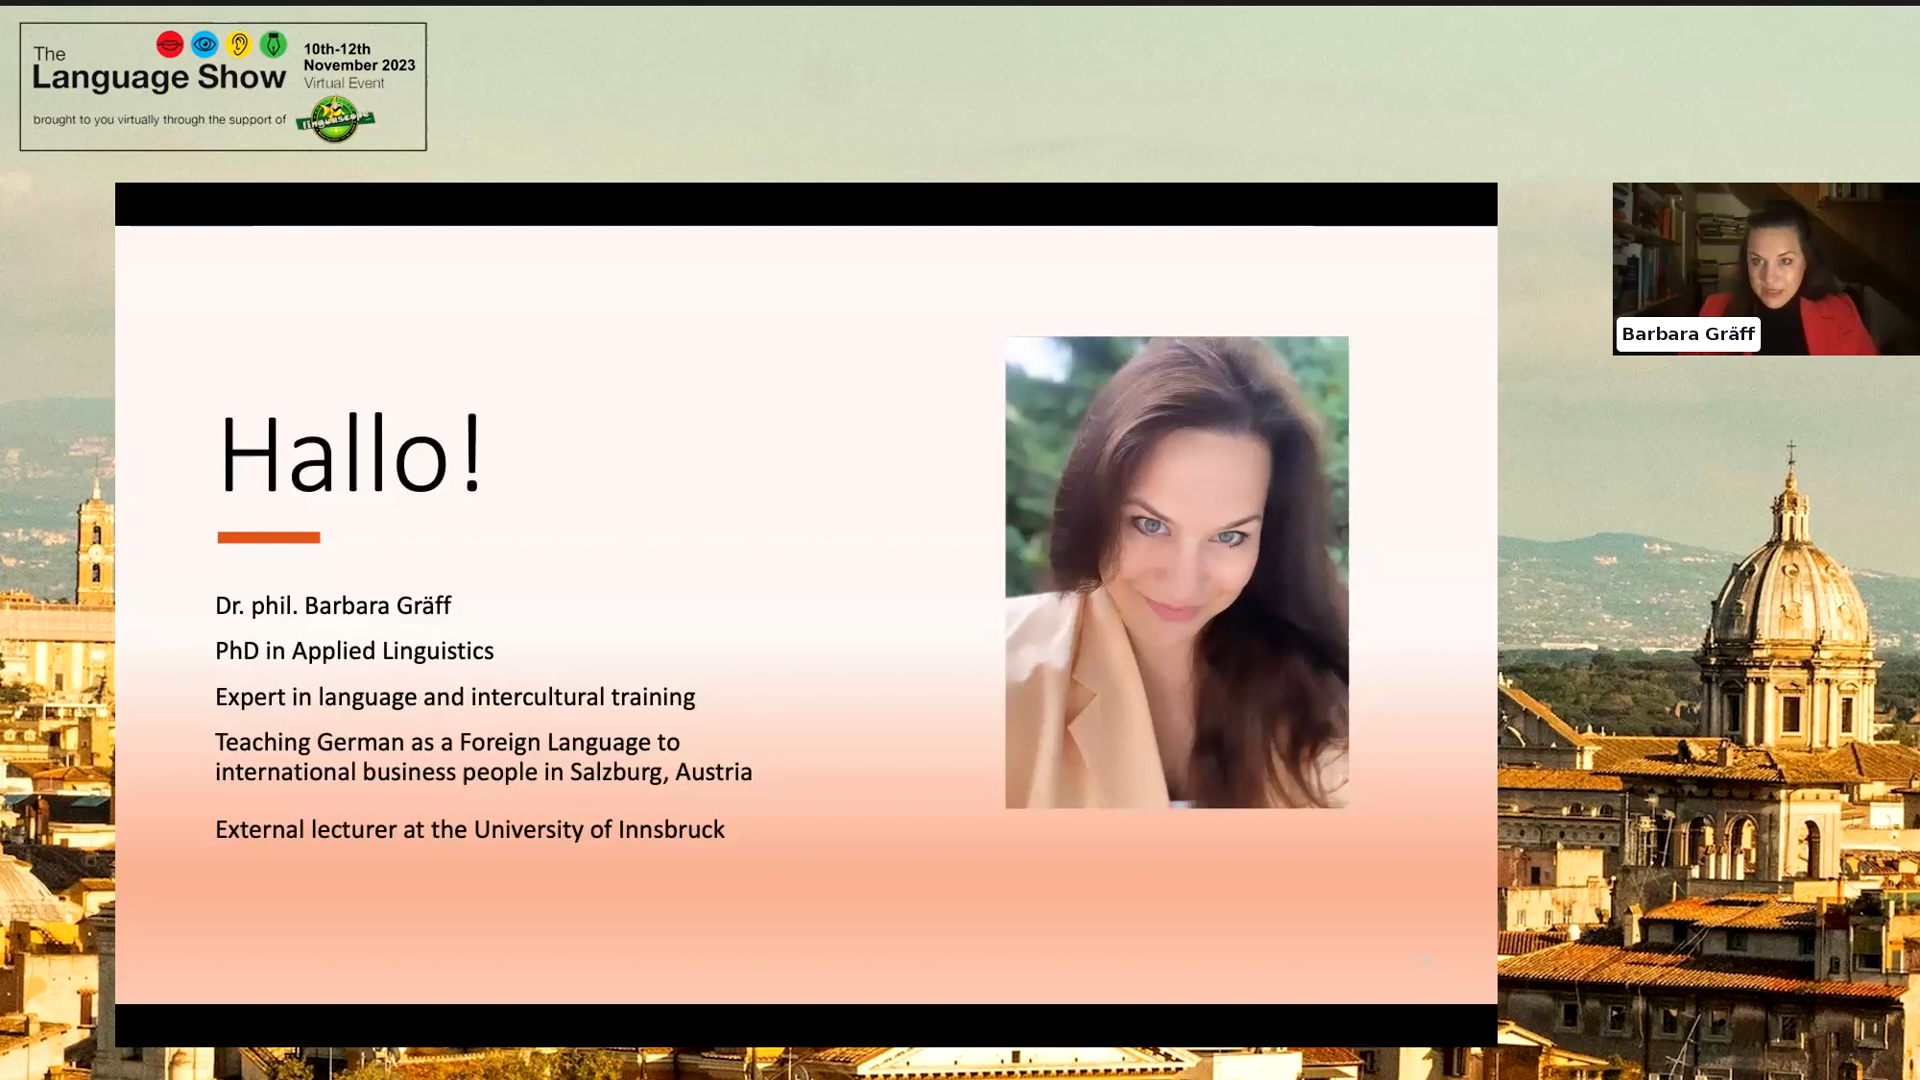 The
Language Show
10th-12th
November 2023
Virtual Event
brought to you virtually through the support of
linguascope
Barbara Gräff
Hallo!
Dr. phil. Barbara Gräff
PhD in Applied Linguistics
Expert in language and intercultural training
Teaching German as a Foreign Language to
international business people in Salzburg, Austria
External lecturer at the University of Innsbruck